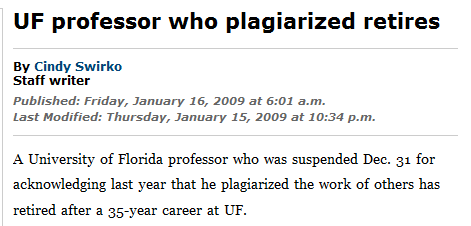 UF professor who plagiarized retires
By Cindy Swirko
Staff writer
Published: Friday, January 16, 2009 at 6:01 a.m.
Last Modified: Thursday, January 15, 2009 at 10:34 p.m.
A University of Florida professor who was suspended Dec. 31 for
acknowledging last year that he plagiarized the work of others has
retired after a 35-year career at UF.